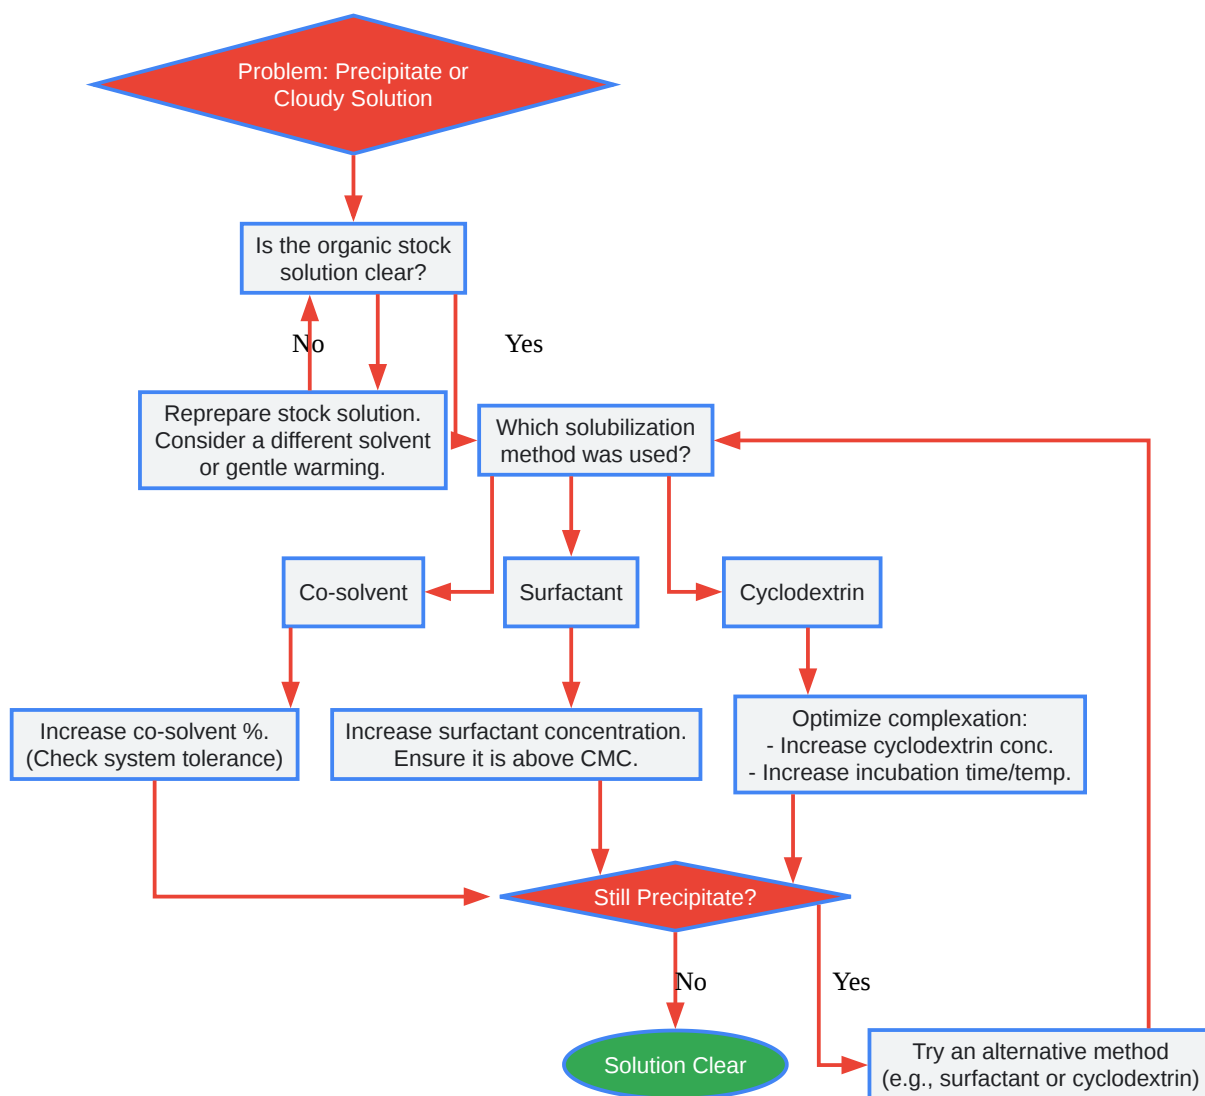 Problem: Precipitate or
Cloudy Solution
Is the organic stock
solution clear?
No
Yes
Reprepare stock solution.
Consider a different solvent
or gentle warming.
Which solubilization
method was used?
Co-solvent
Surfactant
Cyclodextrin
Increase co-solvent %.
(Check system tolerance)
Increase surfactant concentration.
Ensure it is above CMC.
Optimize complexation:
- Increase cyclodextrin conc.
- Increase incubation time/temp.
Still Precipitate?
No
Yes
Solution Clear
Try an alternative method
(e.g., surfactant or cyclodextrin)